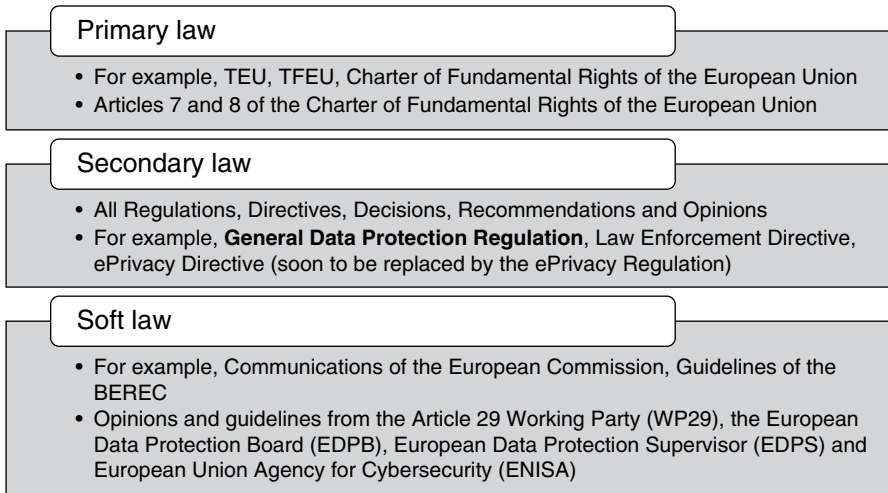 Primary law
• For example, TEU, TFEU, Charter of Fundamental Rights of the European Union
• Articles 7 and 8 of the Charter of Fundamental Rights of the European Union
Secondary law
• All Regulations, Directives, Decisions, Recommendations and Opinions
• For example, General Data Protection Regulation, Law Enforcement Directive,
ePrivacy Directive (soon to be replaced by the ePrivacy Regulation)
Soft law
• For example, Communications of the European Commission, Guidelines of the
BEREC
• Opinions and guidelines from the Article 29 Working Party (WP29), the European
Data Protection Board (EDPB), European Data Protection Supervisor (EDPS) and
European Union Agency for Cybersecurity (ENISA)